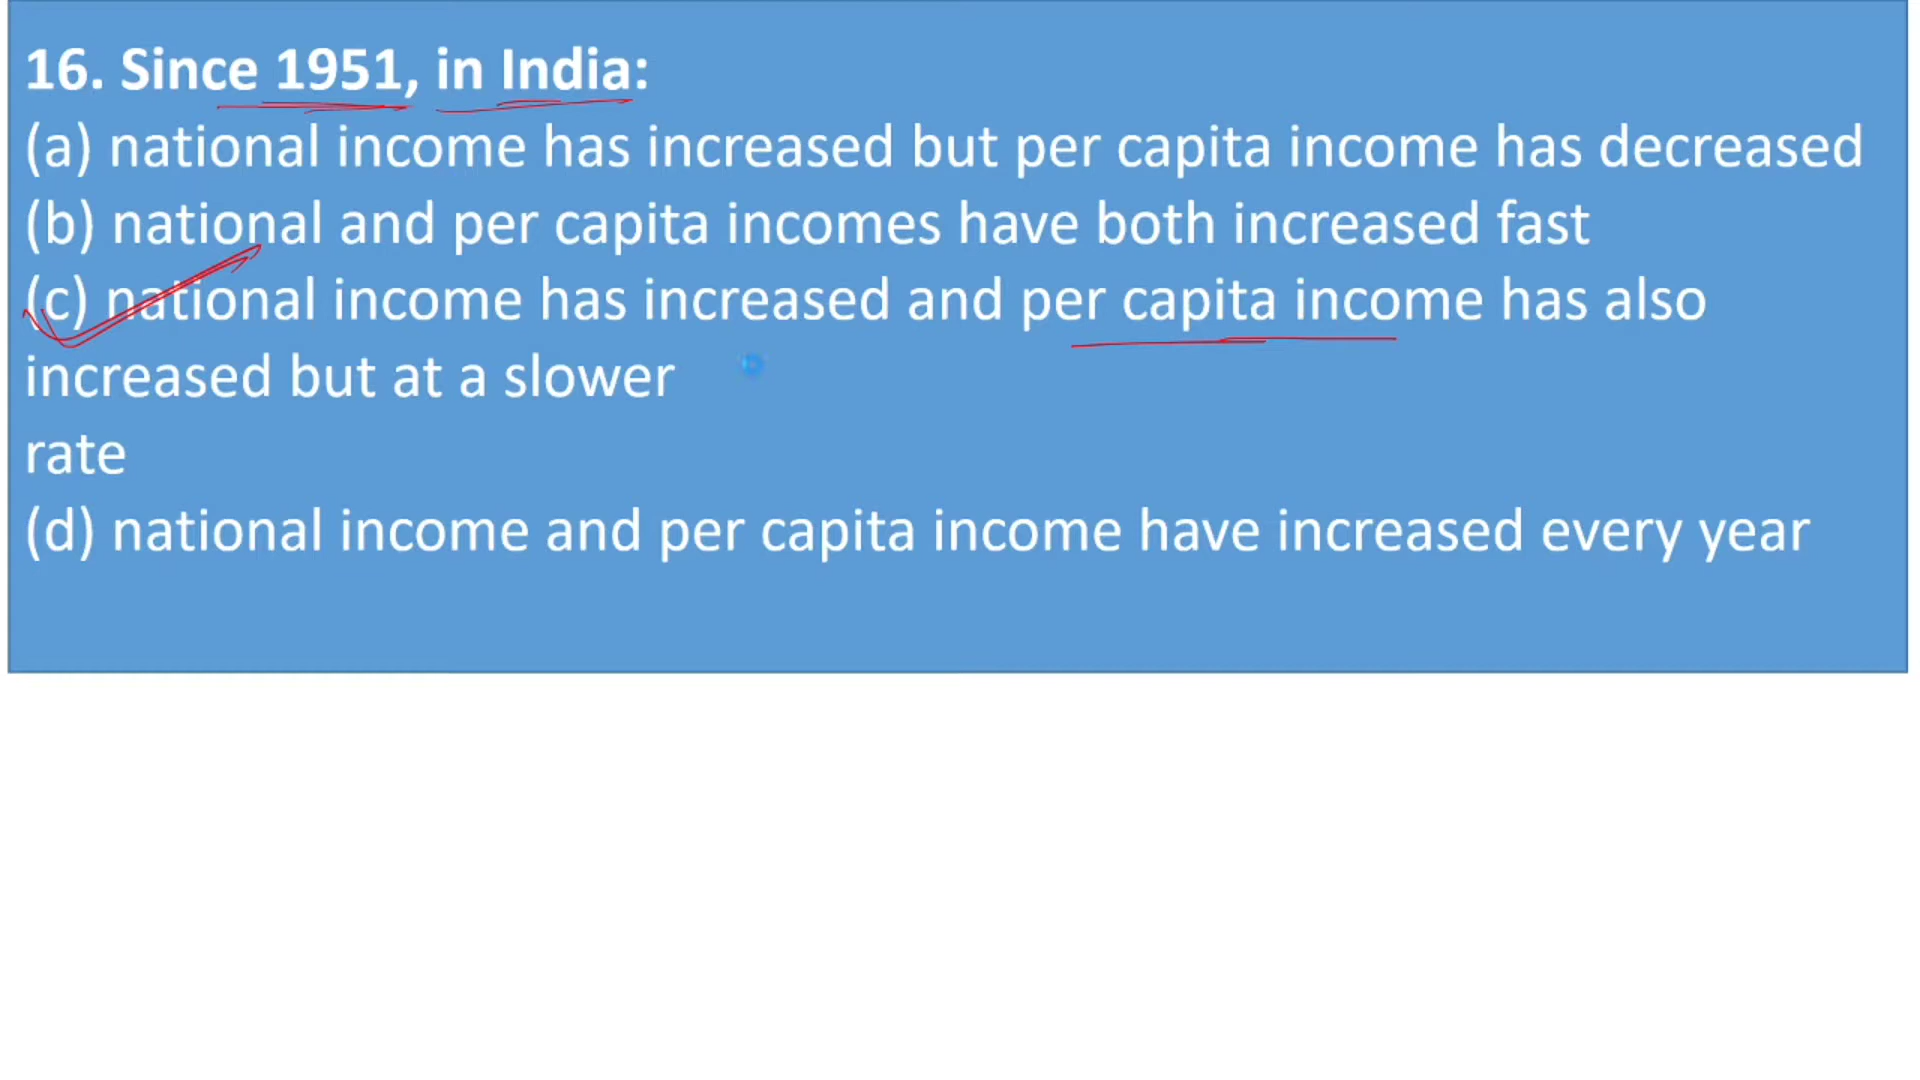 16. Since 1951, in India:
(a) national income has increased but per capita income has decreased
(b) national and per capita incomes have both increased fast
(c) national income has increased and per capita income has also
increased but at a slower
rate
(d) national income and per capita income have increased every year